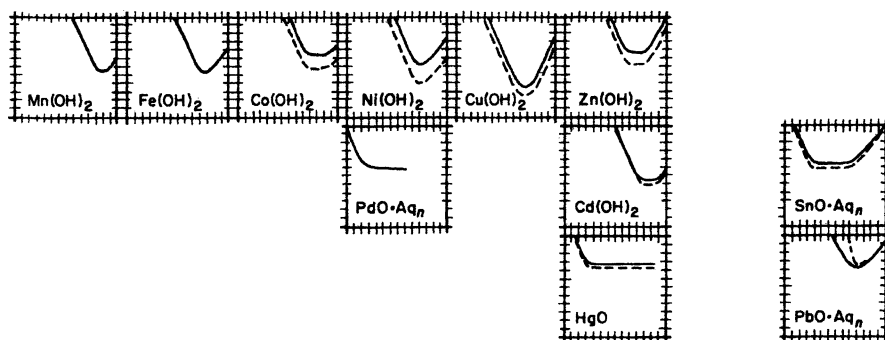 Mn(OH)₂ Fe(OH)₂ Co(OH)₂ Ni(OH)₂ Cu(OH)₂ Zn(OH)₂
PdO•Aqₙ Cd(OH)₂ SnO•Aqₙ
HgO PbO•Aqₙ